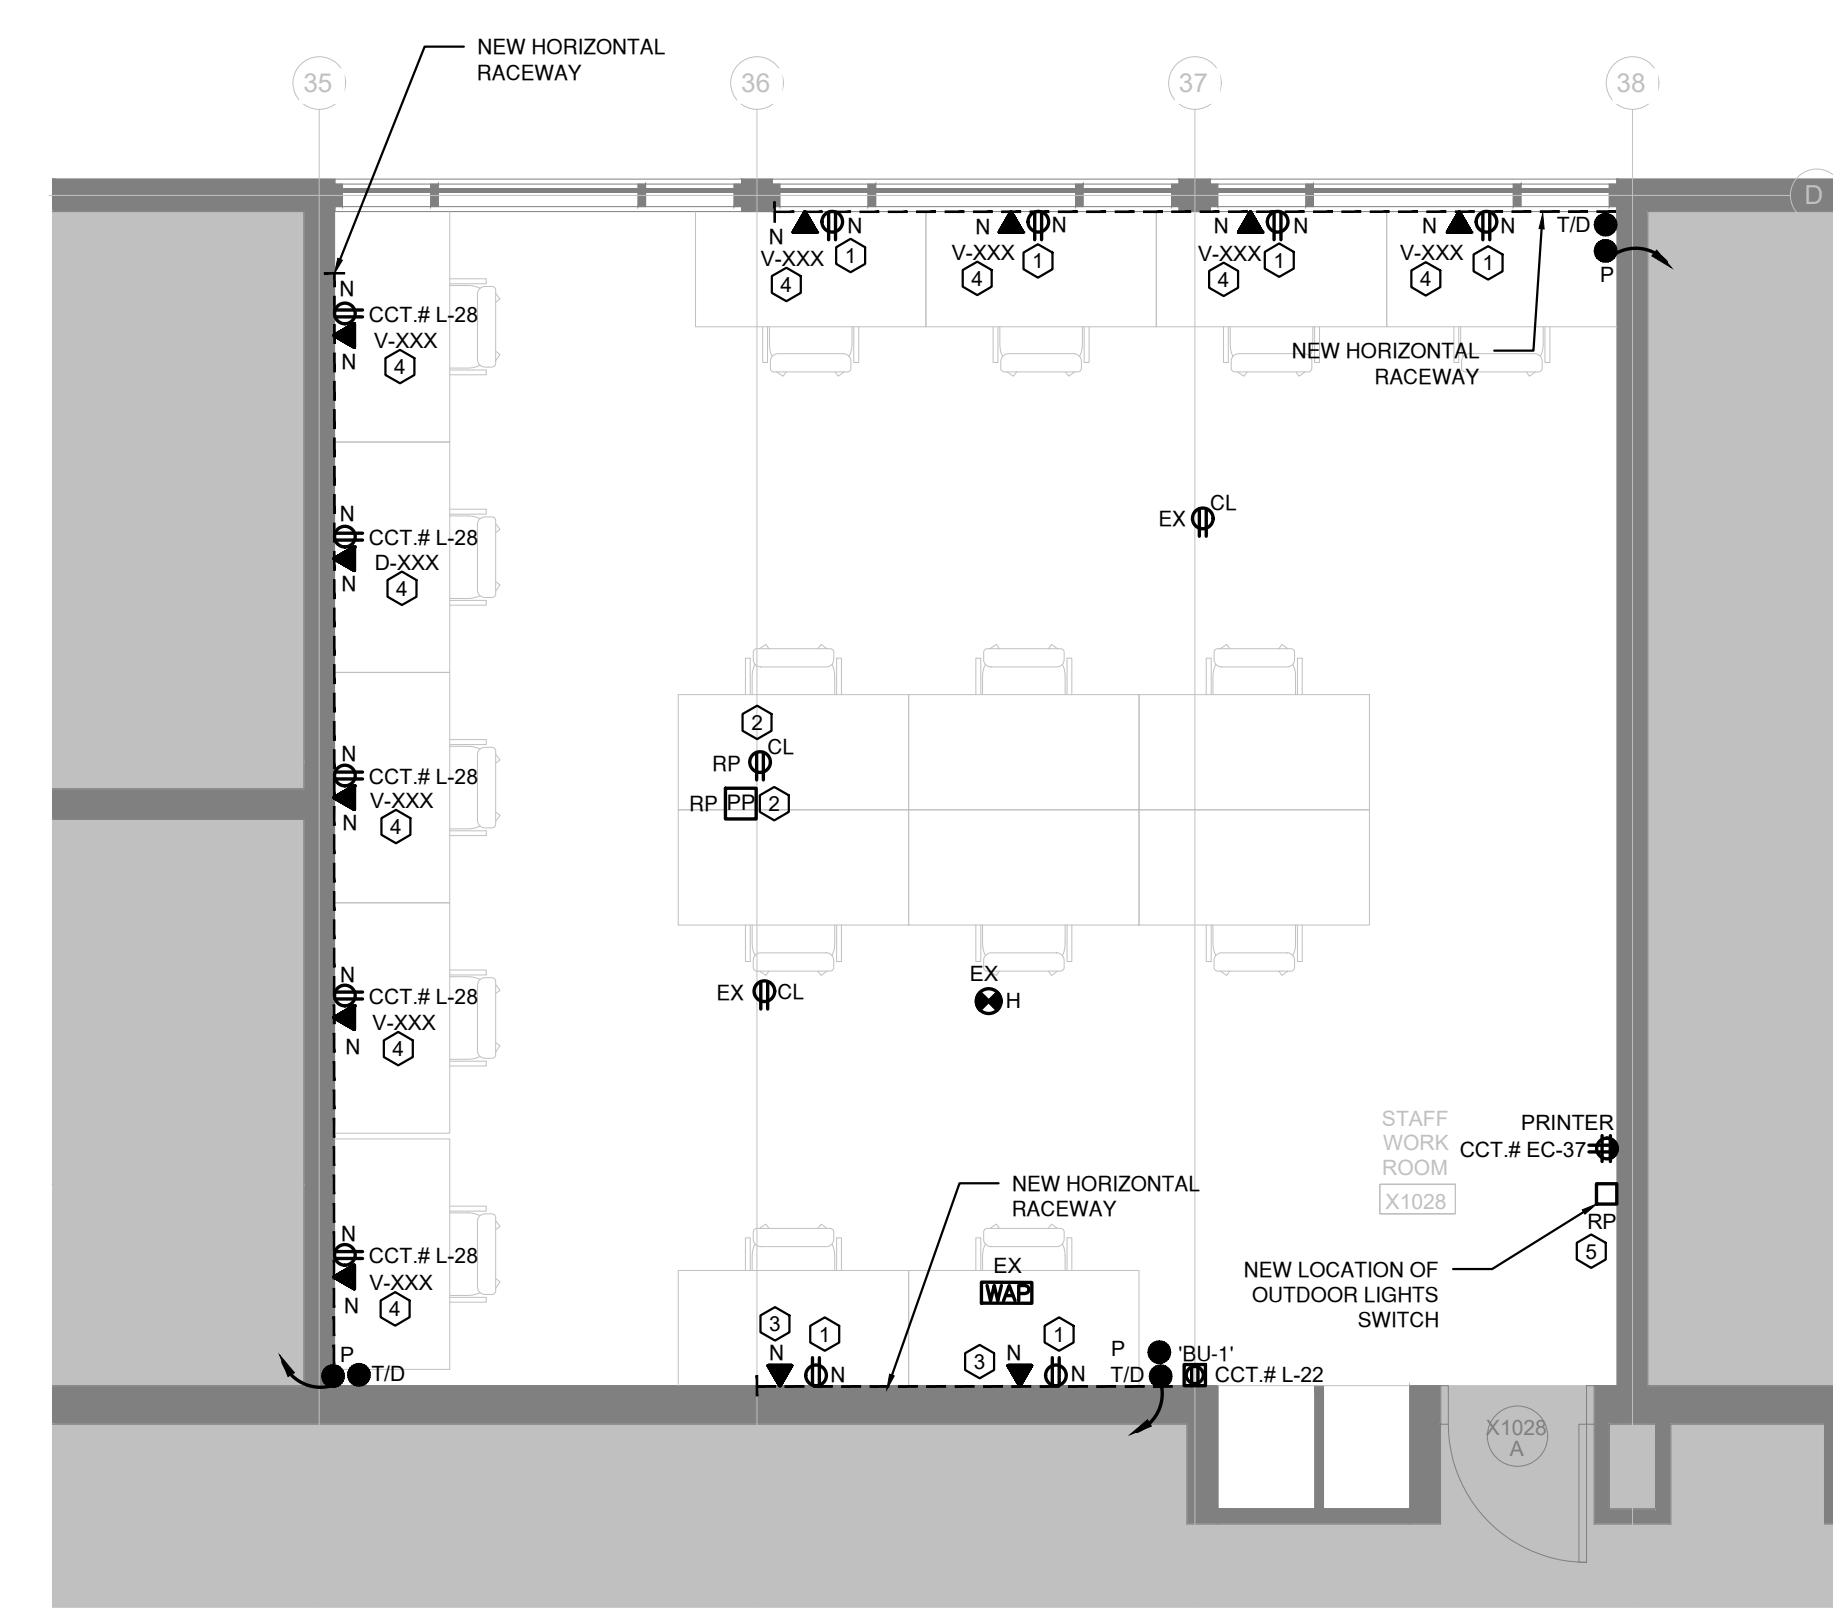 NEW HORIZONTAL
RACEWAY
35
36
37
38
D
N
V-XXX
4
N
1
N
V-XXX
4
N
1
N
V-XXX
4
N
1
N
V-XXX
4
N
1
T/D
P
NEW HORIZONTAL
RACEWAY
N
CCT.# L-28
V-XXX
N
4
N
CCT.# L-28
D-XXX
N
4
EX
CL
2
CL
RP
RP
PP
2
N
CCT.# L-28
V-XXX
N
4
EX
CL
EX
H
N
CCT.# L-28
V-XXX
N
4
STAFF
WORK
ROOM
X1028
PRINTER
CCT.# EC-37
RP
5
NEW LOCATION OF
OUTDOOR LIGHTS
SWITCH
NEW HORIZONTAL
RACEWAY
N
CCT.# L-28
V-XXX
N
4
EX
WAP
3
N
1
N
3
N
1
N
P
T/D
P
T/D
'BU-1'
CCT.# L-22
X1028
A